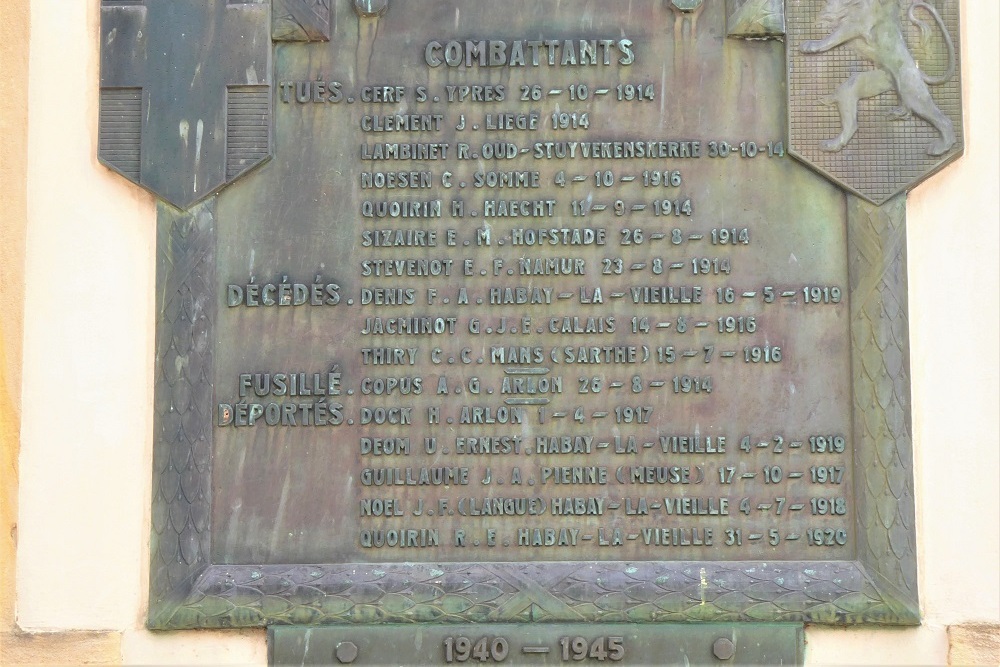 COMBATTANTS
TUÉS. CERF S. YPRES 26-10-1914
CLEMENT J. LIEGE 1914
LAMBINET R. OUD-STUYVEKENSKERKE 30-10-14
NOESEN C. SOMME 4-10-1916
QUOIRIN H. HAECHT 11-9-1914
SIZAIRE E.M. HOFSTADE 26-8-1914
STEVENOT E.F. NAMUR 23-8-1914
DÉCÉDÉS. DENIS F.A. HABAY-LA-VIEILLE 16-5-1919
JACMINOT G.J.E. CALAIS 14-8-1916
THIRY C.C. MANS (SARTHE) 15-7-1916
FUSILLÉ. COPUS A.G. ARLON 26-8-1914
DÉPORTÉS. DOCK H. ARLON 1-4-1917
DEOM U. ERNEST. HABAY-LA-VIEILLE 4-2-1919
GUILLAUME J.A. PIENNE (MEUSE) 17-10-1917
NOEL J.F. (LANGUE) HABAY-LA-VIEILLE 4-7-1918
QUOIRIN R.E. HABAY-LA-VIEILLE 31-5-1920
1940-1945